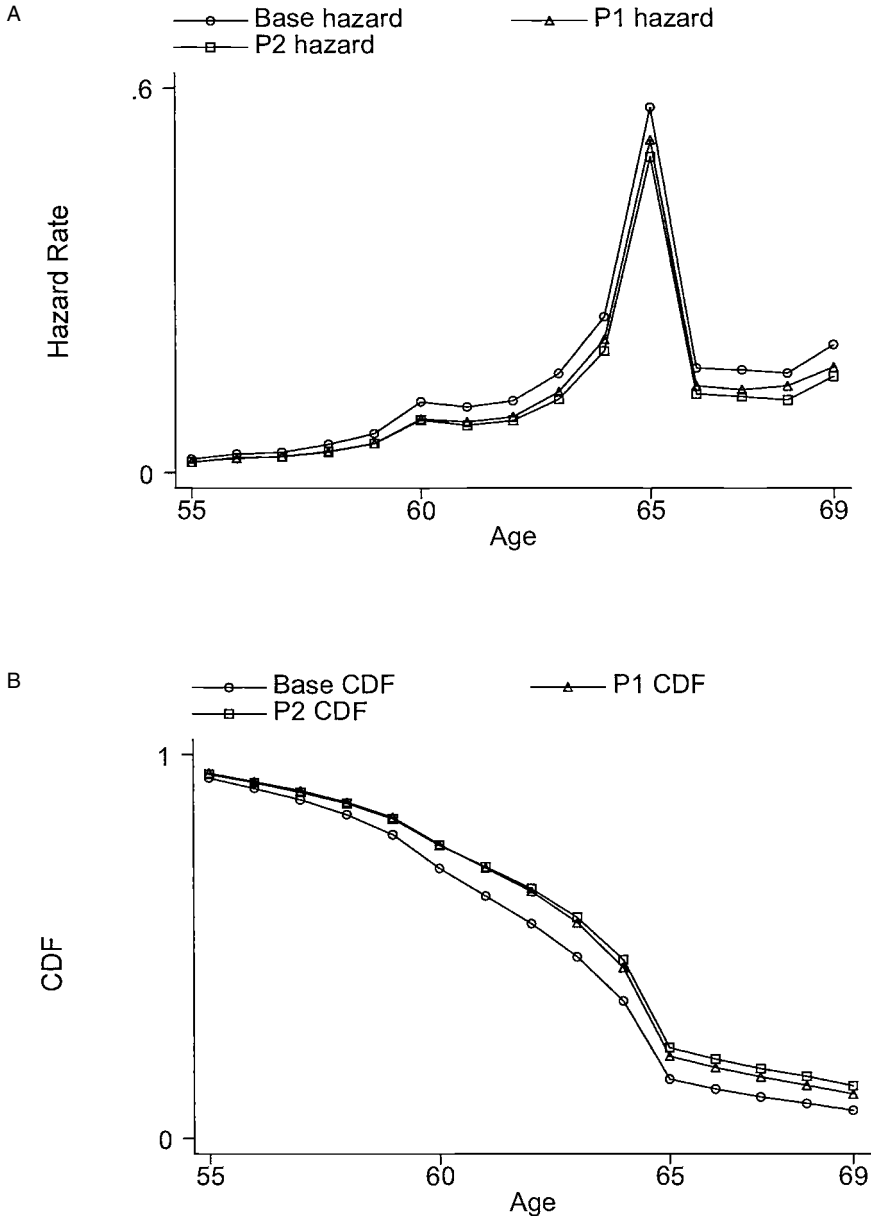 A
Base hazard
P1 hazard
P2 hazard
.6
Hazard Rate
0
55
60
65
69
Age
B
Base CDF
P1 CDF
P2 CDF
1
CDF
0
55
60
65
69
Age